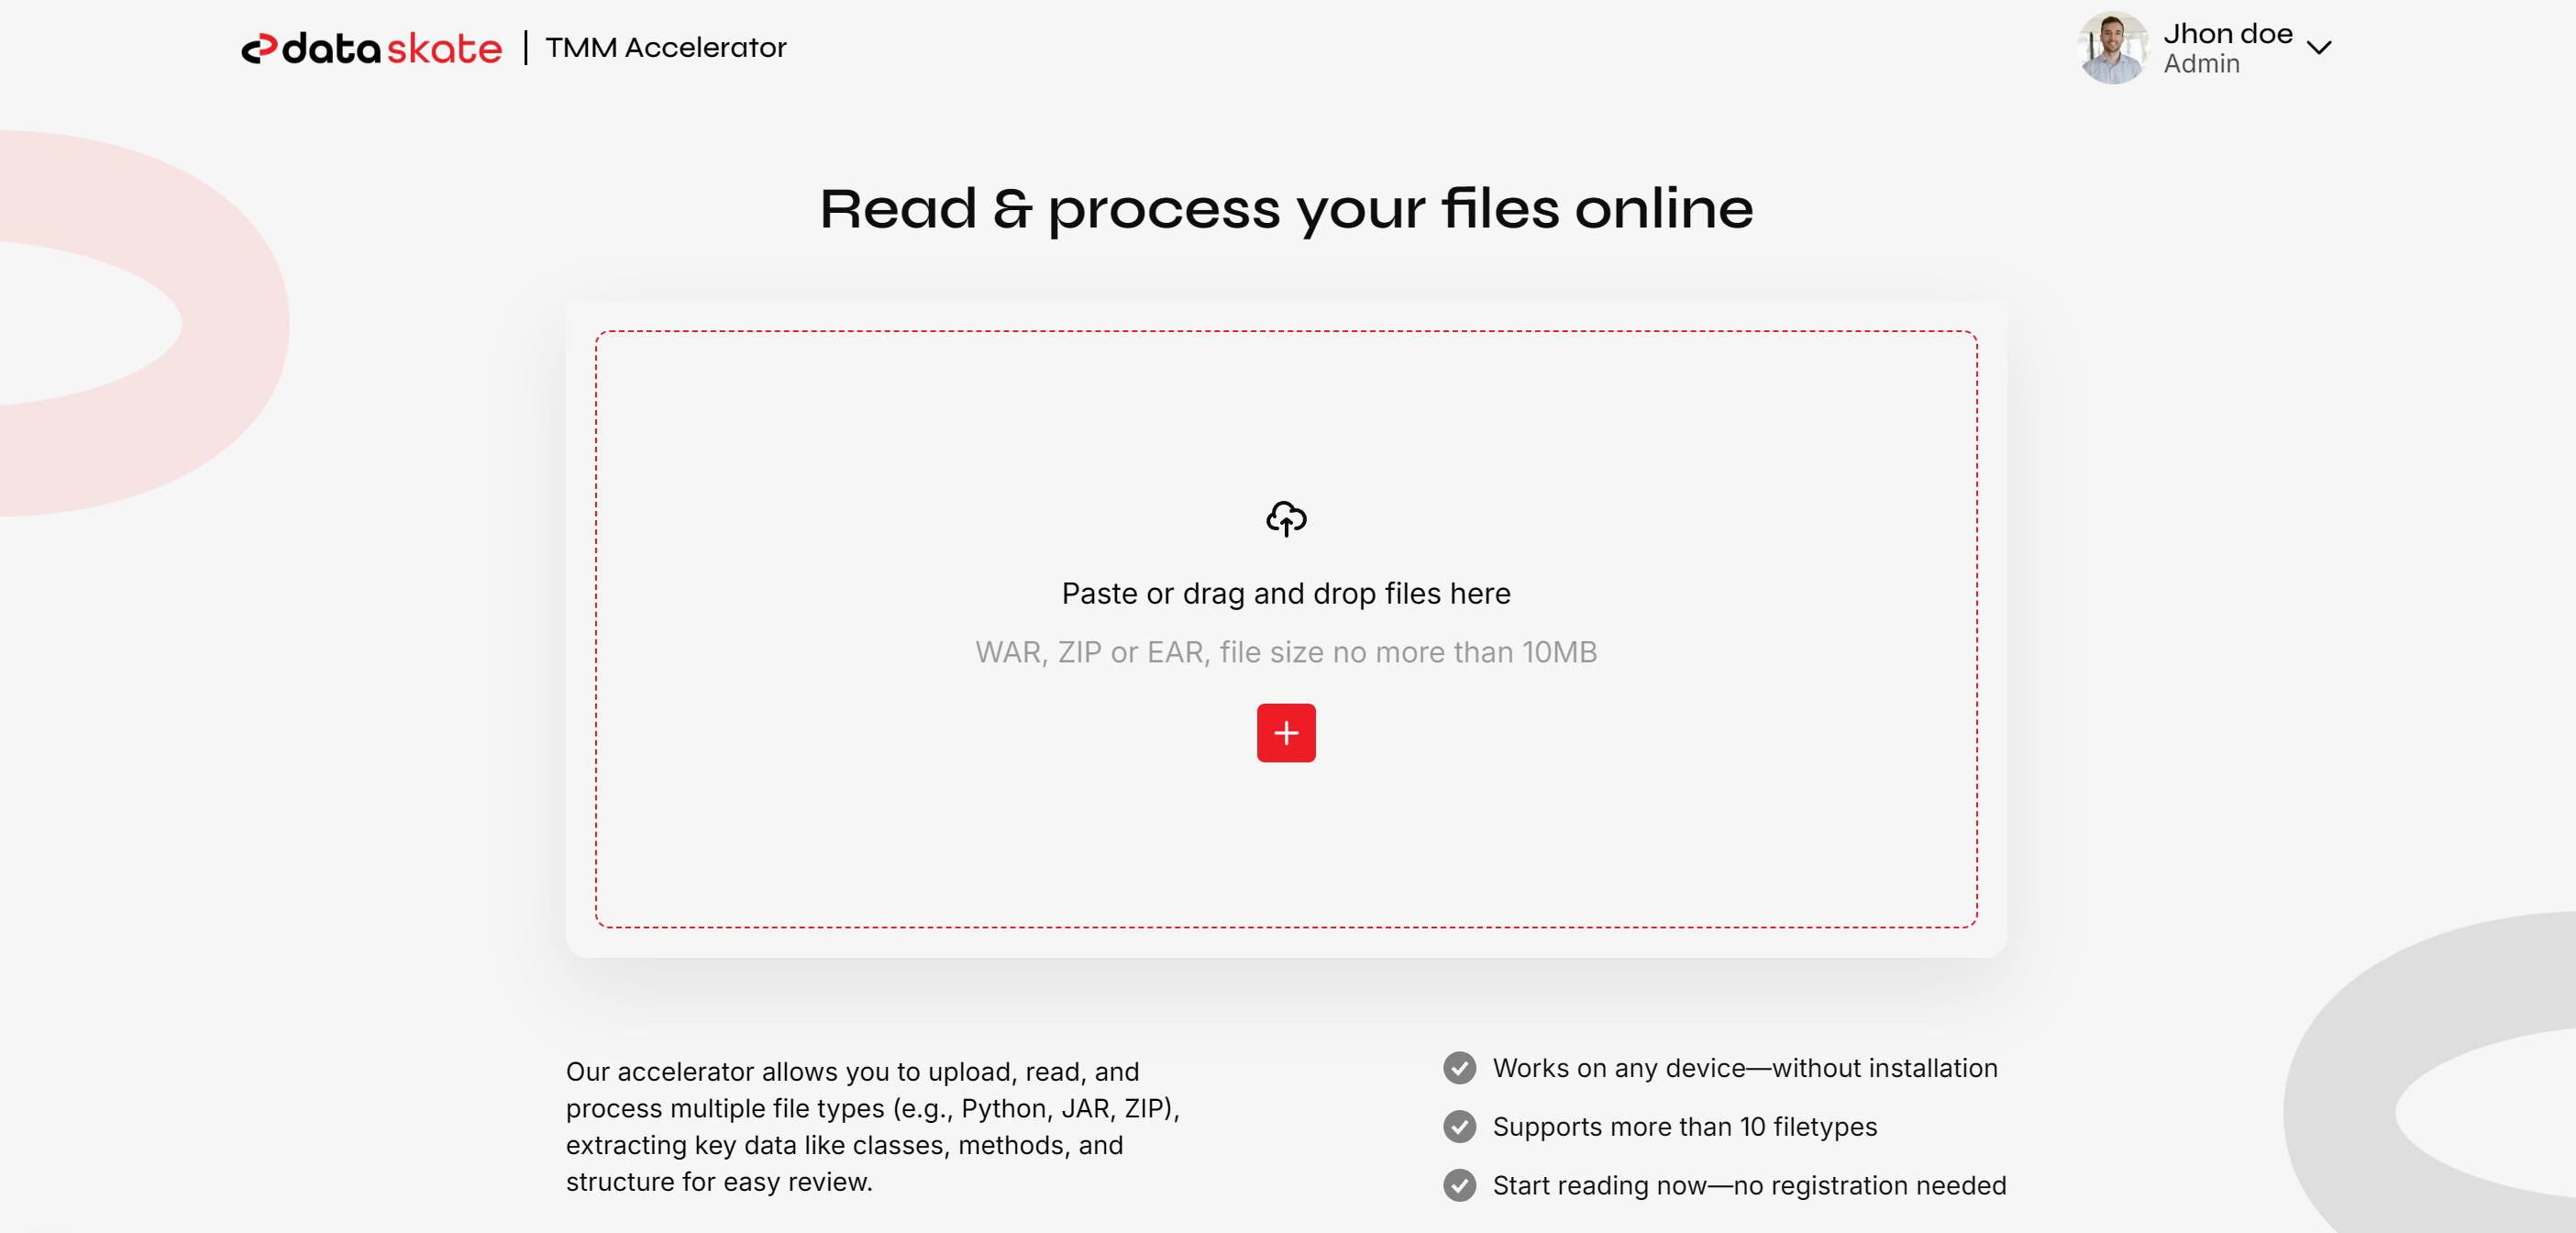 data skate | TMM Accelerator
Jhon doe
Admin
Read & process your files online
Paste or drag and drop files here
WAR, ZIP or EAR, file size no more than 10MB
Our accelerator allows you to upload, read, and
process multiple file types (e.g., Python, JAR, ZIP),
extracting key data like classes, methods, and
structure for easy review.
Works on any device—without installation
Supports more than 10 filetypes
Start reading now—no registration needed